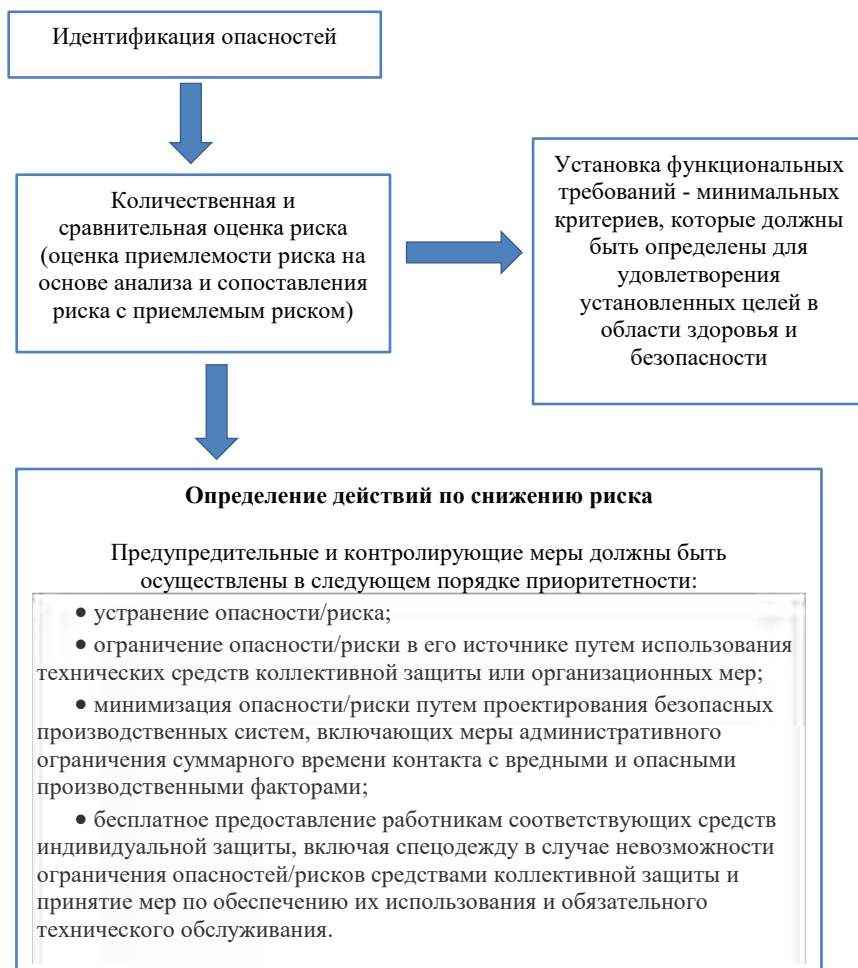 Идентификация опасностей
Количественная и
сравнительная оценка риска
(оценка приемлемости риска на
основе анализа и сопоставления
риска с приемлемым риском)
Установка функциональных
требований - минимальных
критериев, которые должны
быть определены для
удовлетворения
установленных целей в
области здоровья и
безопасности
Определение действий по снижению риска
Предупредительные и контролирующие меры должны быть
осуществлены в следующем порядке приоритетности:
• устранение опасности/риска;
• ограничение опасности/риски в его источнике путем использования
технических средств коллективной защиты или организационных мер;
• минимизация опасности/риски путем проектирования безопасных
производственных систем, включающих меры административного
ограничения суммарного времени контакта с вредными и опасными
производственными факторами;
• бесплатное предоставление работникам соответствующих средств
индивидуальной защиты, включая спецодежду в случае невозможности
ограничения опасностей/рисков средствами коллективной защиты и
принятие мер по обеспечению их использования и обязательного
технического обслуживания.